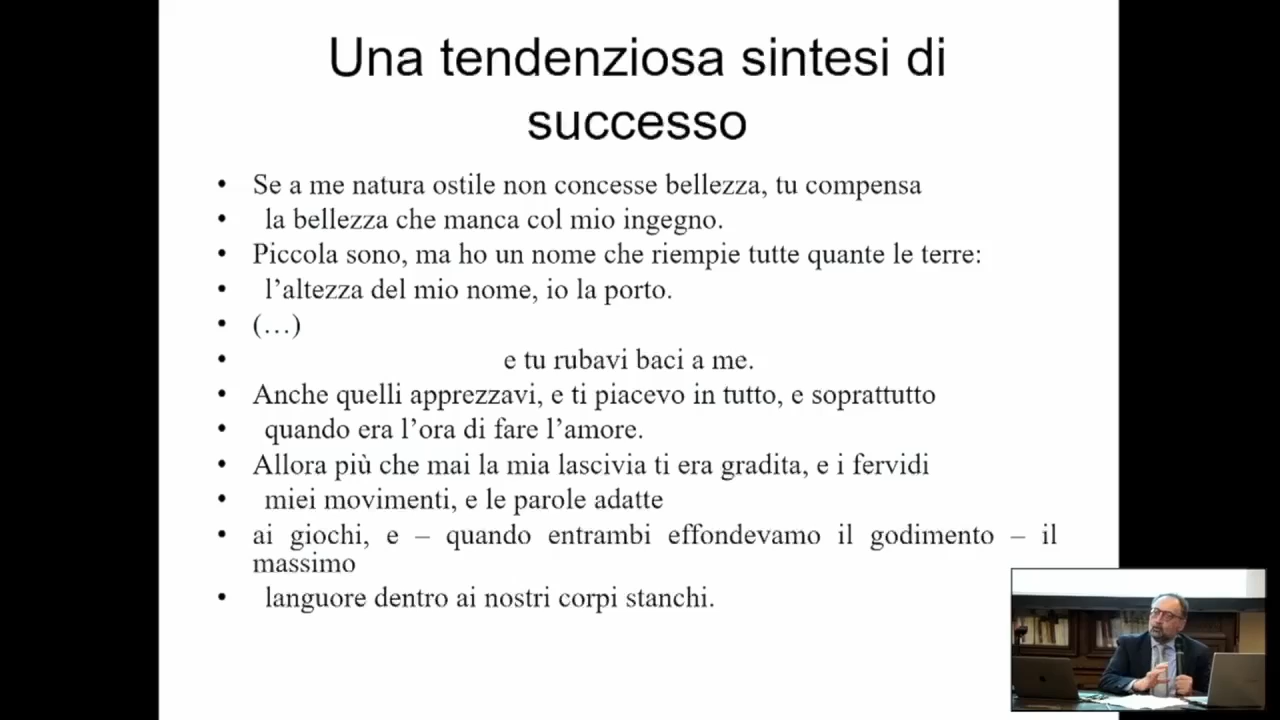 Una tendenziosa sintesi di
successo
• Se a me natura ostile non concesse bellezza, tu compensa
• la bellezza che manca col mio ingegno.
• Piccola sono, ma ho un nome che riempie tutte quante le terre:
• l’altezza del mio nome, io la porto.
• (…)
• e tu rubavi baci a me.
• Anche quelli apprezzavi, e ti piacevo in tutto, e soprattutto
• quando era l’ora di fare l’amore.
• Allora più che mai la mia lascivia ti era gradita, e i fervidi
• miei movimenti, e le parole adatte
• ai giochi, e – quando entrambi effondevamo il godimento – il
massimo
• languore dentro ai nostri corpi stanchi.